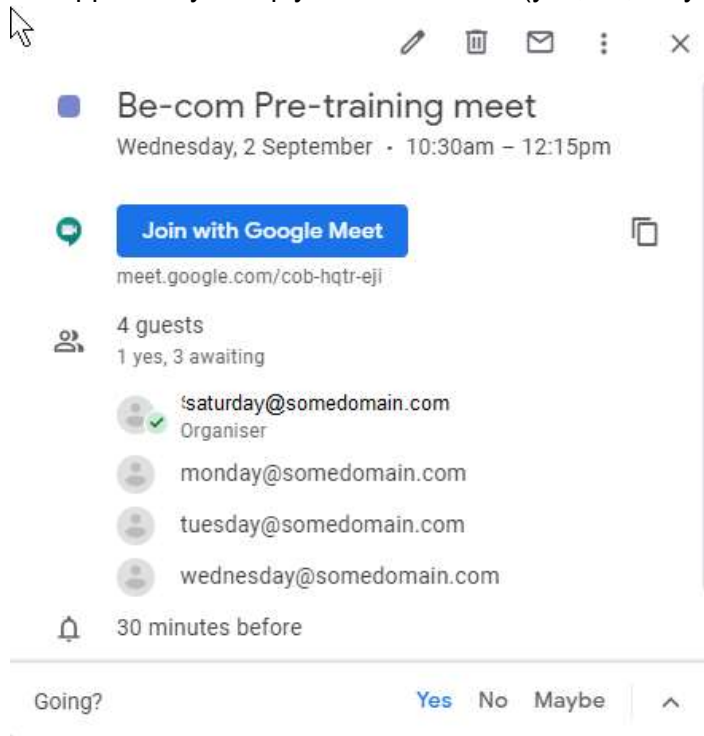 Be-com Pre-training meet
Wednesday, 2 September • 10:30am – 12:15pm
Join with Google Meet
meet.google.com/cob-hqtr-eji
4 guests
1 yes, 3 awaiting
saturday@somedomain.com
Organiser
monday@somedomain.com
tuesday@somedomain.com
wednesday@somedomain.com
30 minutes before
Going? Yes No Maybe